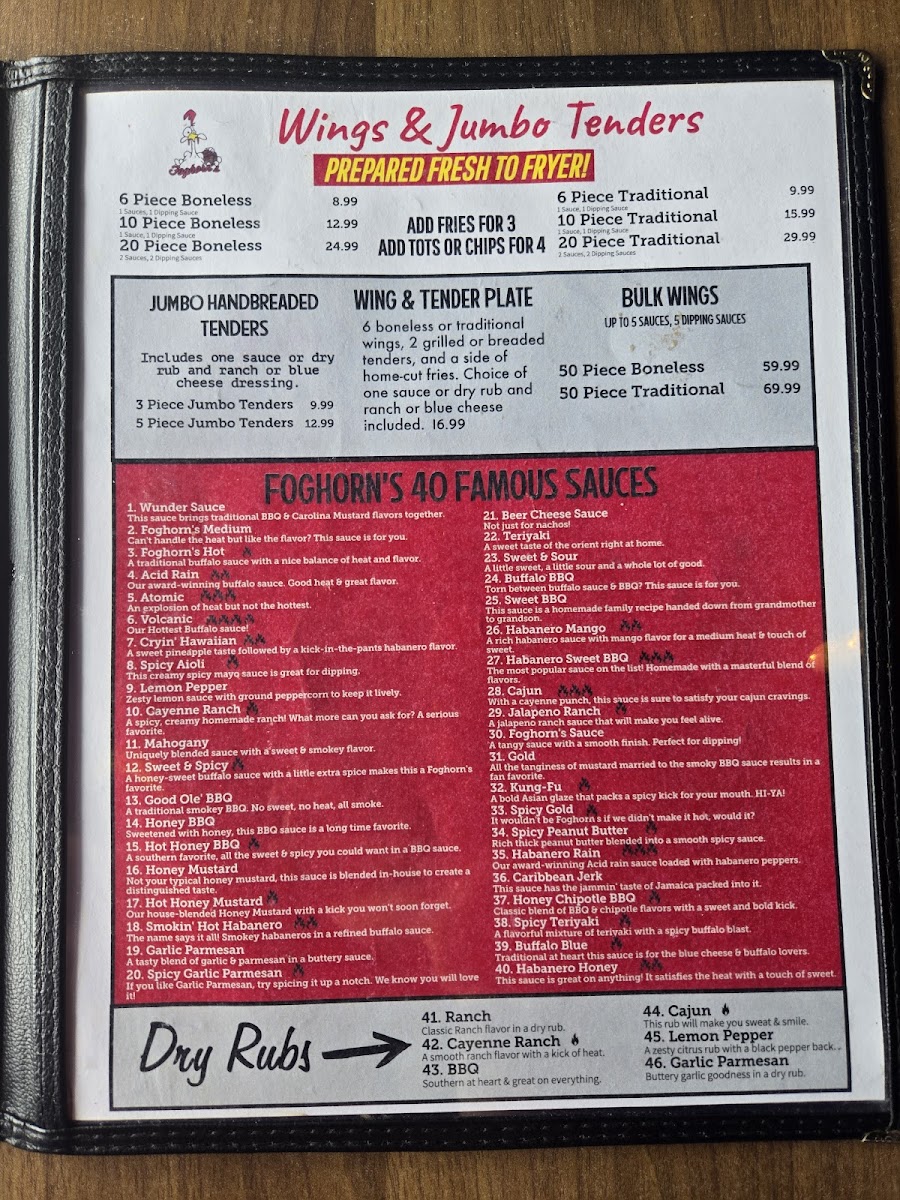 Foghorn's
Wings & Jumbo Tenders
PREPARED FRESH TO FRYER!
6 Piece Boneless 8.99
1 Sauces, 1 Dipping Sauce
10 Piece Boneless 12.99
1 Sauce, 1 Dipping Sauce
20 Piece Boneless 24.99
2 Sauces, 2 Dipping Sauces
ADD FRIES FOR 3
ADD TOTS OR CHIPS FOR 4
6 Piece Traditional 9.99
1 Sauce, 1 Dipping Sauce
10 Piece Traditional 15.99
1 Sauce, 1 Dipping Sauce
20 Piece Traditional 29.99
2 Sauces, 2 Dipping Sauces
JUMBO HANDBREADED
TENDERS
Includes one sauce or dry
rub and ranch or blue
cheese dressing.
3 Piece Jumbo Tenders 9.99
5 Piece Jumbo Tenders 12.99
WING & TENDER PLATE
6 boneless or traditional
wings, 2 grilled or breaded
tenders, and a side of
home-cut fries. Choice of
one sauce or dry rub and
ranch or blue cheese
included. 16.99
BULK WINGS
UP TO 5 SAUCES, 5 DIPPING SAUCES
50 Piece Boneless 59.99
50 Piece Traditional 69.99
FOGHORN'S 40 FAMOUS SAUCES
1. Wunder Sauce
This sauce brings traditional BBQ & Carolina Mustard flavors together.
2. Foghorn's Medium
Can't handle the heat but like the flavor? This sauce is for you.
3. Foghorn's Hot
A traditional buffalo sauce with a nice balance of heat and flavor.
4. Acid Rain
Our award-winning buffalo sauce. Good heat & great flavor.
5. Atomic
An explosion of heat but not the hottest.
6. Volcanic
Our Hottest Buffalo sauce!
7. Cryin' Hawaiian
A sweet pineapple taste followed by a kick-in-the-pants habanero flavor.
8. Spicy Aioli
This creamy spicy mayo sauce is great for dipping.
9. Lemon Pepper
Zesty lemon sauce with ground peppercorn to keep it lively.
10. Cayenne Ranch
A spicy, creamy homemade ranch! What more can you ask for? A serious
favorite.
11. Mahogany
Uniquely blended sauce with a sweet & smokey flavor.
12. Sweet & Spicy
A honey-sweet buffalo sauce with a little extra spice makes this a Foghorn's
favorite.
13. Good Ole' BBQ
A traditional smokey BBQ. No sweet, no heat, all smoke.
14. Honey BBQ
Sweetened with honey, this BBQ sauce is a long time favorite.
15. Hot Honey BBQ
A southern favorite, all the sweet & spicy you could want in a BBQ sauce.
16. Honey Mustard
Not your typical honey mustard, this sauce is blended in-house to create a
distinguished taste.
17. Hot Honey Mustard
Our house-blended Honey Mustard with a kick you won't soon forget.
18. Smokin' Hot Habanero
The name says it all! Smokey habaneros in a refined buffalo sauce.
19. Garlic Parmesan
A tasty blend of garlic & parmesan in a buttery sauce.
20. Spicy Garlic Parmesan
If you like Garlic Parmesan, try spicing it up a notch. We know you will love
it!
21. Beer Cheese Sauce
Not just for nachos!
22. Teriyaki
A sweet taste of the orient right at home.
23. Sweet & Sour
A little sweet, a little sour and a whole lot of good.
24. Buffalo BBQ
Torn between buffalo sauce & BBQ? This sauce is for you.
25. Sweet BBQ
This sauce is a homemade family recipe handed down from grandmother
to grandson.
26. Habanero Mango
A rich habanero sauce with mango flavor for a medium heat & touch of
sweet.
27. Habanero Sweet BBQ
The most popular sauce on the list! Homemade with a masterful blend of
flavors.
28. Cajun
With a cayenne punch, this sauce is sure to satisfy your cajun cravings.
29. Jalapeno Ranch
A jalapeno ranch sauce that will make you feel alive.
30. Foghorn's Sauce
A tangy sauce with a smooth finish. Perfect for dipping!
31. Gold
All the tanginess of mustard married to the smoky BBQ sauce results in a
fan favorite.
32. Kung-Fu
A bold Asian glaze that packs a spicy kick for your mouth. HI-YA!
33. Spicy Gold
It wouldn't be Foghorn's if we didn't make it hot, would it?
34. Spicy Peanut Butter
Rich thick peanut butter blended into a smooth spicy sauce.
35. Habanero Rain
Our award-winning Acid rain sauce loaded with habanero peppers.
36. Caribbean Jerk
This sauce has the jammin' taste of Jamaica packed into it.
37. Honey Chipotle BBQ
Classic blend of BBQ & chipotle flavors with a sweet and bold kick.
38. Spicy Teriyaki
A flavorful mixture of teriyaki with a spicy buffalo blast.
39. Buffalo Blue
Traditional at heart this sauce is for the blue cheese & buffalo lovers.
40. Habanero Honey
This sauce is great on anything! It satisfies the heat with a touch of sweet.
Dry Rubs
41. Ranch
Classic Ranch flavor in a dry rub.
42. Cayenne Ranch
A smooth ranch flavor with a kick of heat.
43. BBQ
Southern at heart & great on everything.
44. Cajun
This rub will make you sweat & smile.
45. Lemon Pepper
A zesty citrus rub with a black pepper back. .
46. Garlic Parmesan
Buttery garlic goodness in a dry rub.